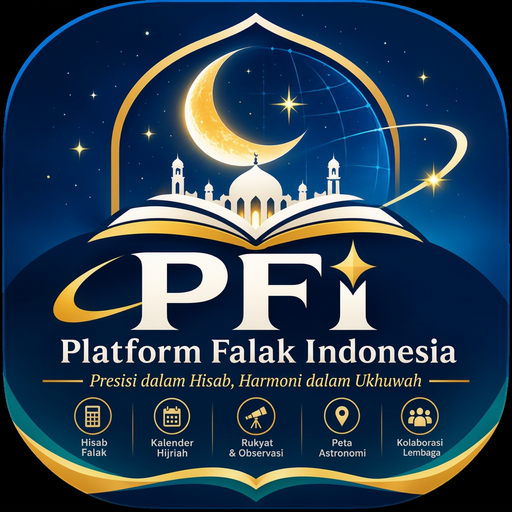 PFi
Platform Falak Indonesia
Presisi dalam Hisab, Harmoni dalam Ukhuwah
Hisab
Falak
Kalender
Hijriah
Rukyat
& Observasi
Peta
Astronomi
Kolaborasi
Lembaga